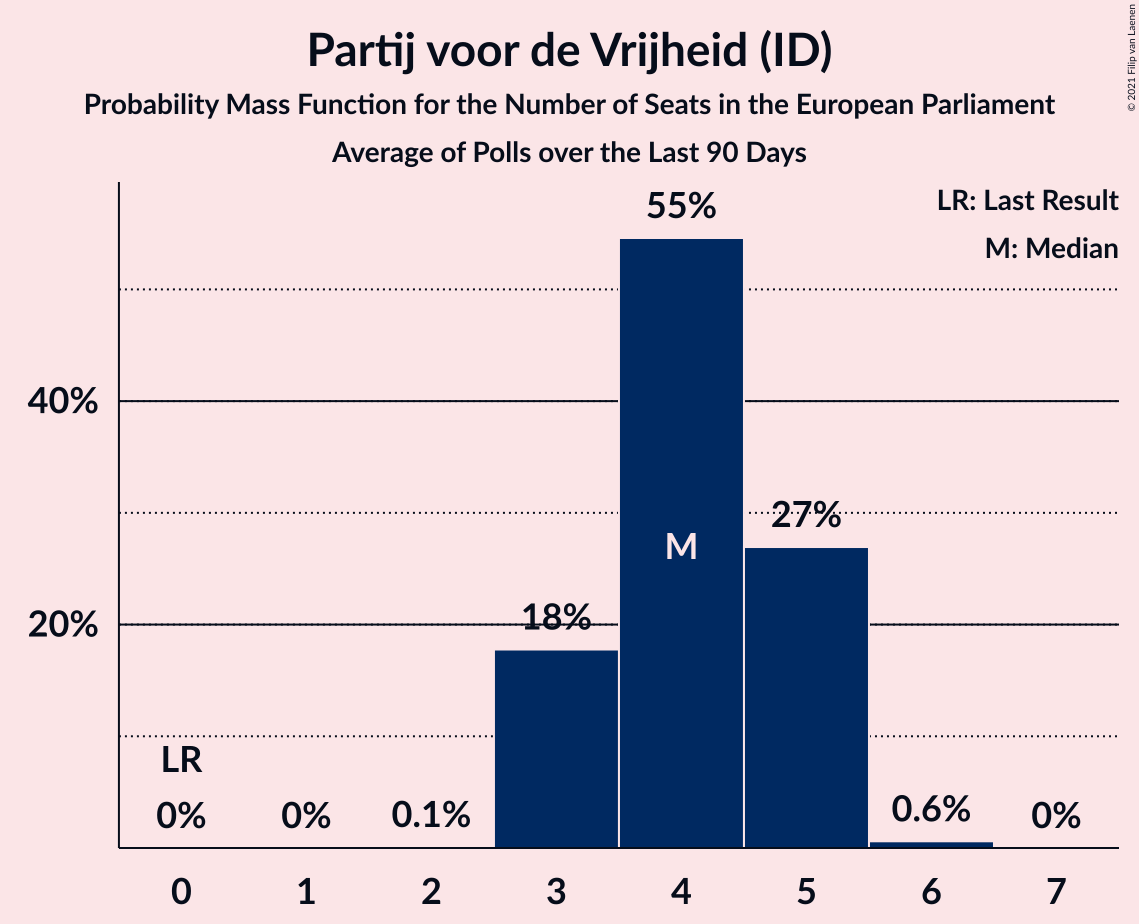 Partij voor de Vrijheid (ID)
Probability Mass Function for the Number of Seats in the European Parliament
Average of Polls over the Last 90 Days
© 2021 Filip van Laenen
LR: Last Result
M: Median
55%
40%
27%
M
20%
18%
LR
0%
0%
0.1%
0.6%
0%
0 1 2 3 4 5 6 7